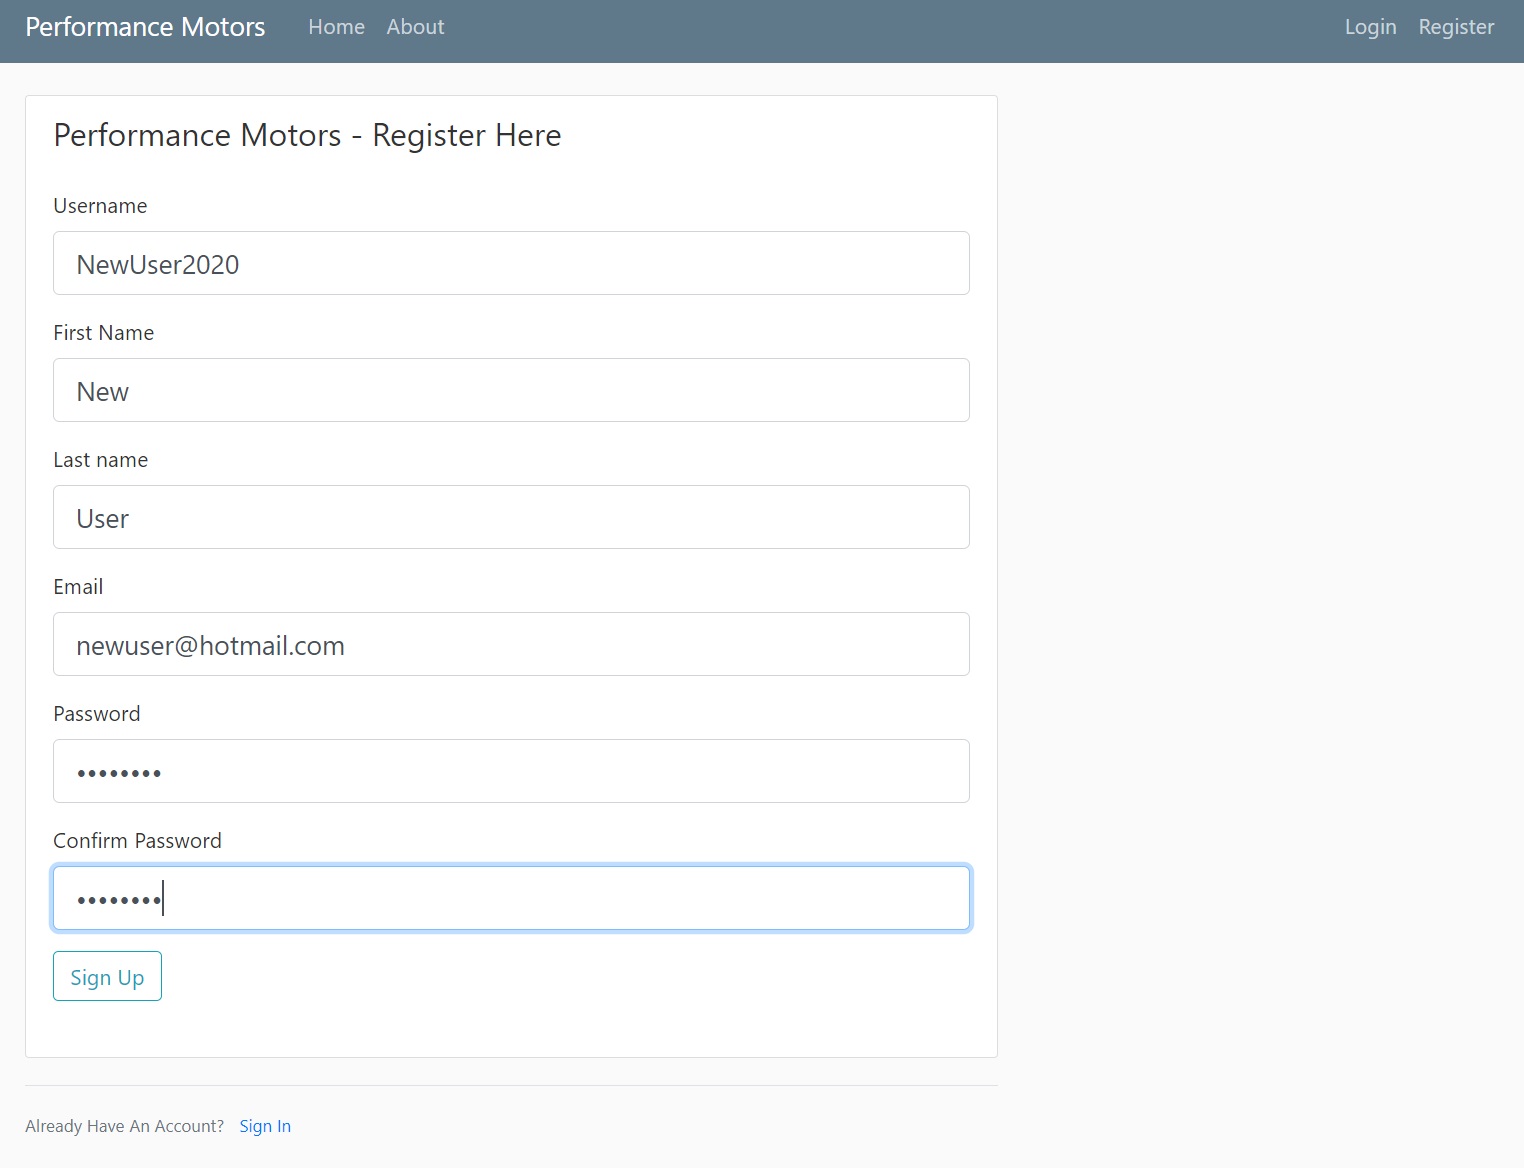 Performance Motors Home About Login Register
Performance Motors - Register Here
Username
NewUser2020
First Name
New
Last name
User
Email
newuser@hotmail.com
Password
••••••••
Confirm Password
••••••••
Sign Up
Already Have An Account? Sign In